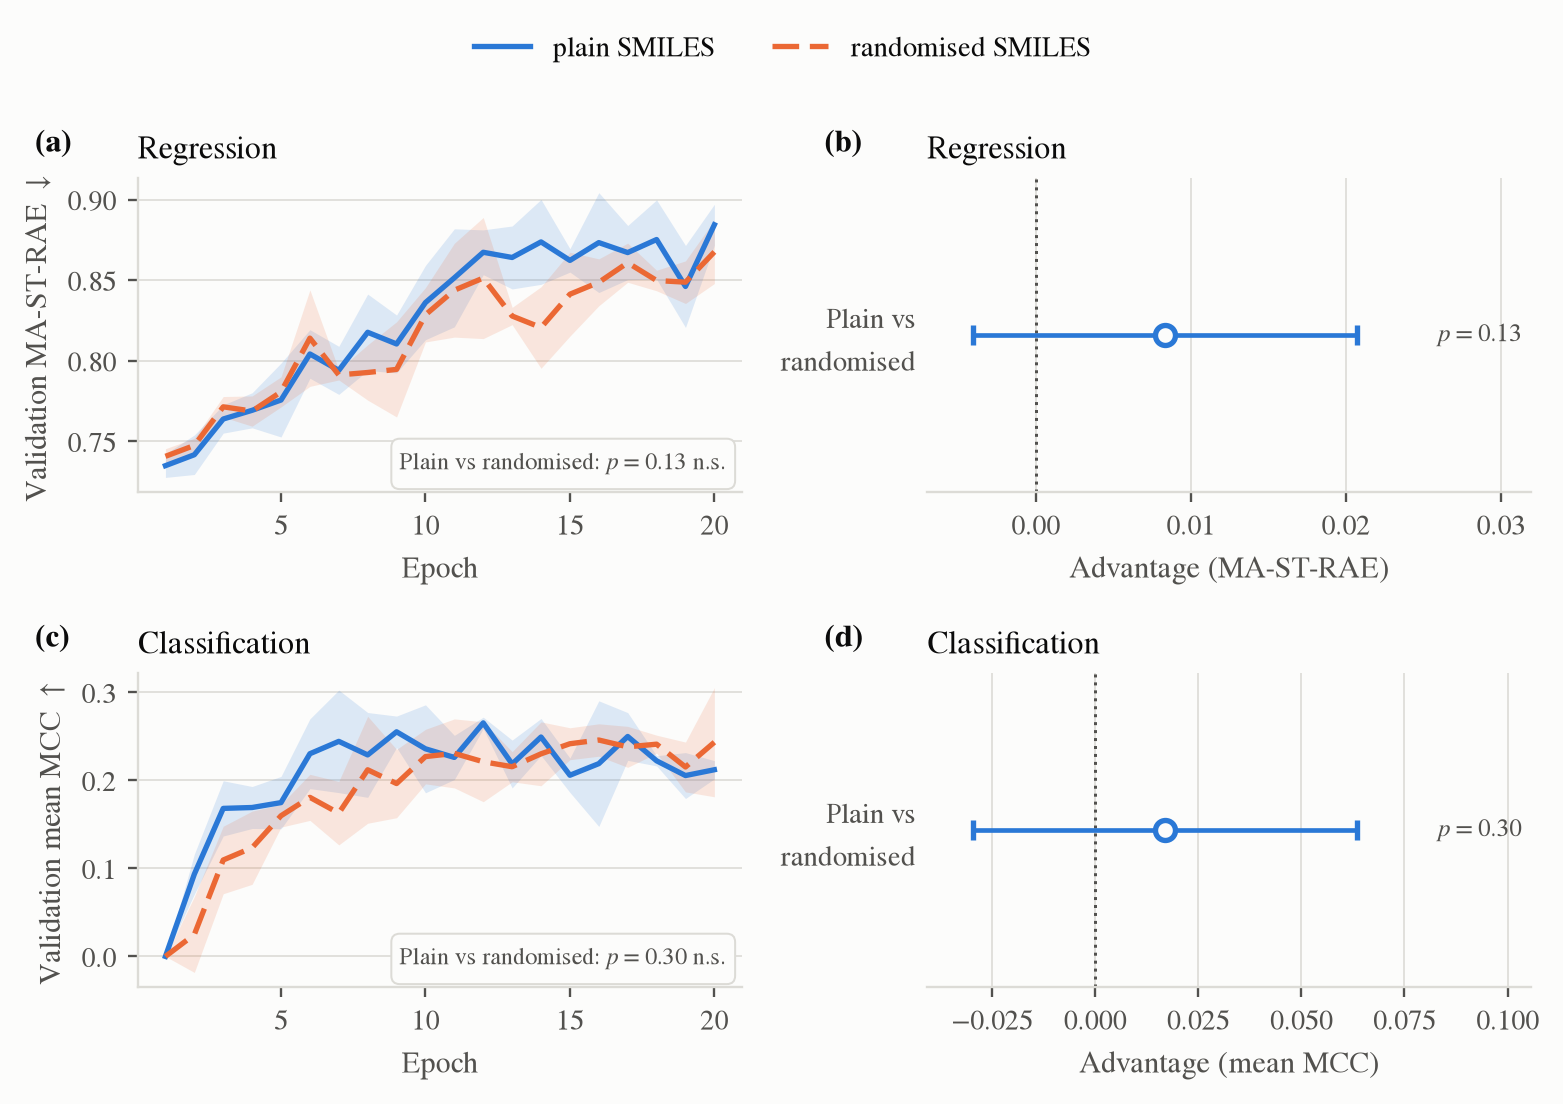 plain SMILES randomised SMILES
(a) Regression
Validation MA-ST-RAE ↓
0.90
0.85
0.80
0.75
Plain vs randomised: p = 0.13 n.s.
5 10 15 20
Epoch
(b) Regression
Plain vs
randomised
p = 0.13
0.00 0.01 0.02 0.03
Advantage (MA-ST-RAE)
(c) Classification
Validation mean MCC ↑
0.3
0.2
0.1
0.0
Plain vs randomised: p = 0.30 n.s.
5 10 15 20
Epoch
(d) Classification
Plain vs
randomised
p = 0.30
−0.025 0.000 0.025 0.050 0.075 0.100
Advantage (mean MCC)